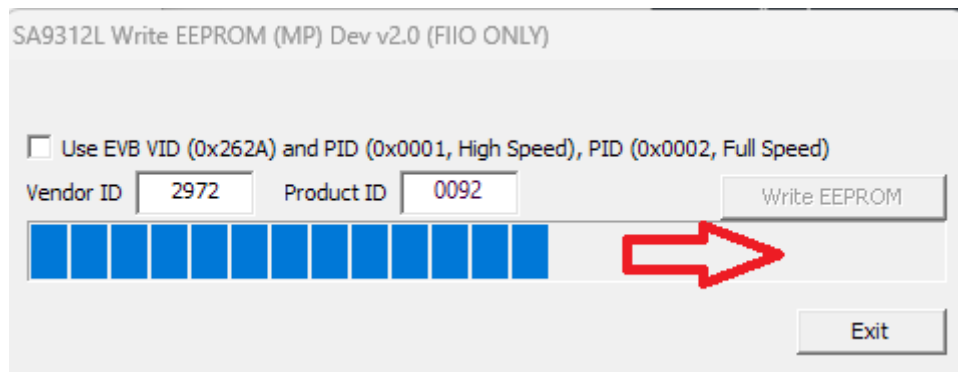 SA9312L Write EEPROM (MP) Dev v2.0 (FIIO ONLY)
Use EVB VID (0x262A) and PID (0x0001, High Speed), PID (0x0002, Full Speed)
Vendor ID 2972 Product ID 0092 Write EEPROM
Exit